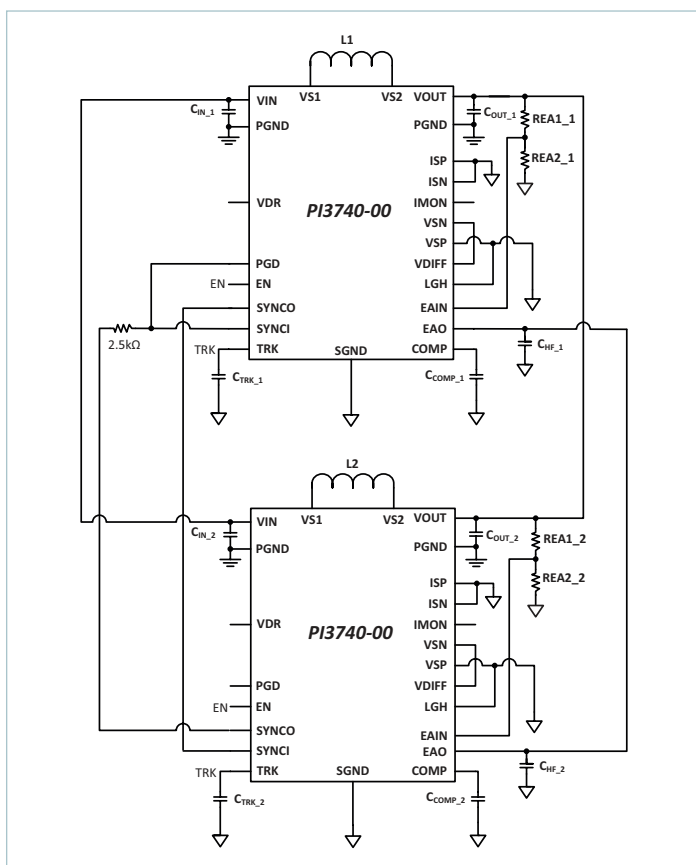 L1
VS1 VS2
VIN VOUT
C_IN_1 C_OUT_1 REA1_1
PGND PGND
REA2_1
ISP
ISN
VDR PI3740-00 IMON
VSN
VSP
PGD VDIFF
EN EN LGH
SYNCO EAIN
2.5kΩ SYNCI EAO
TRK TRK SGND COMP
C_HF_1
C_TRK_1 C_COMP_1
L2
VS1 VS2
VIN VOUT
C_IN_2 C_OUT_2 REA1_2
PGND PGND
REA2_2
ISP
ISN
VDR PI3740-00 IMON
VSN
VSP
PGD VDIFF
EN EN LGH
SYNCO EAIN
SYNCI EAO
TRK TRK SGND COMP
C_HF_2
C_TRK_2 C_COMP_2